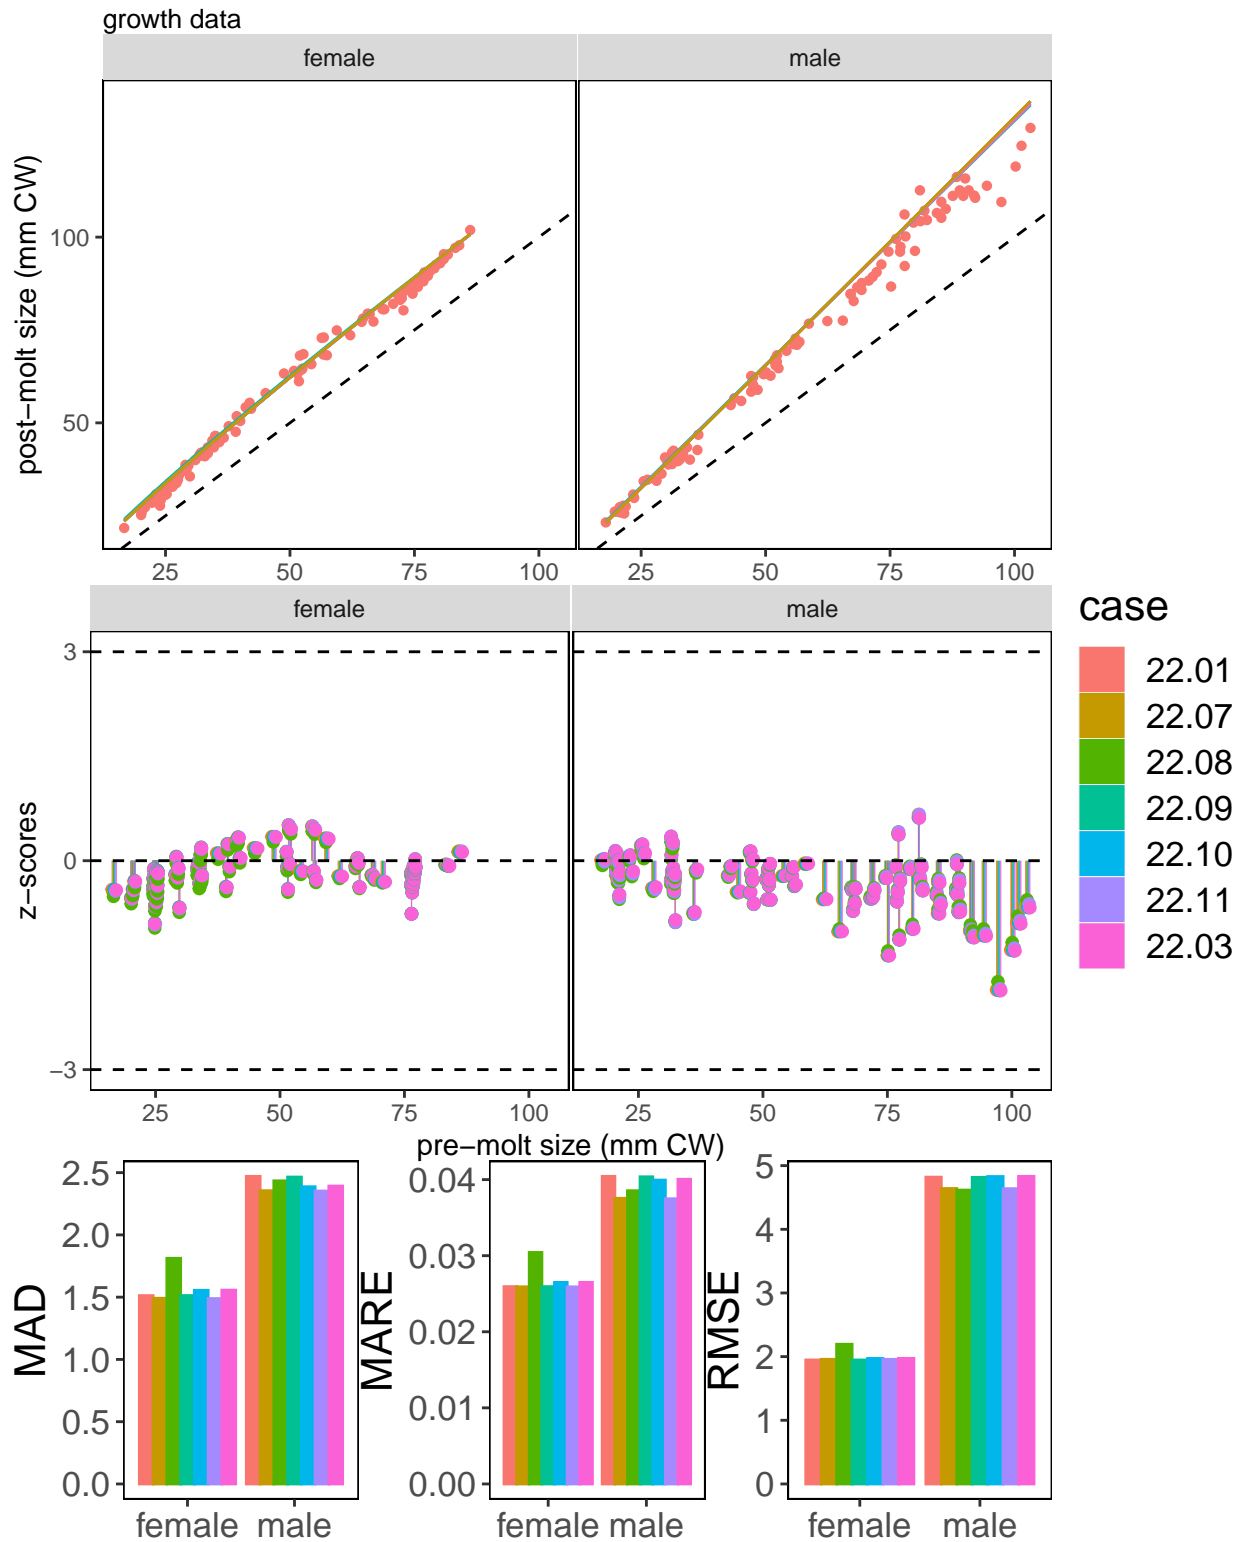 growth data
female male
post−molt size (mm CW)
100
50
25 50 75 100 25 50 75 100
female male
z−scores
3
0
−3
25 50 75 100 25 50 75 100
pre−molt size (mm CW)
case
22.01
22.07
22.08
22.09
22.10
22.11
22.03
MAD
2.5
2.0
1.5
1.0
0.5
0.0
female male
MARE
0.04
0.03
0.02
0.01
0.00
female male
RMSE
5
4
3
2
1
0
female male